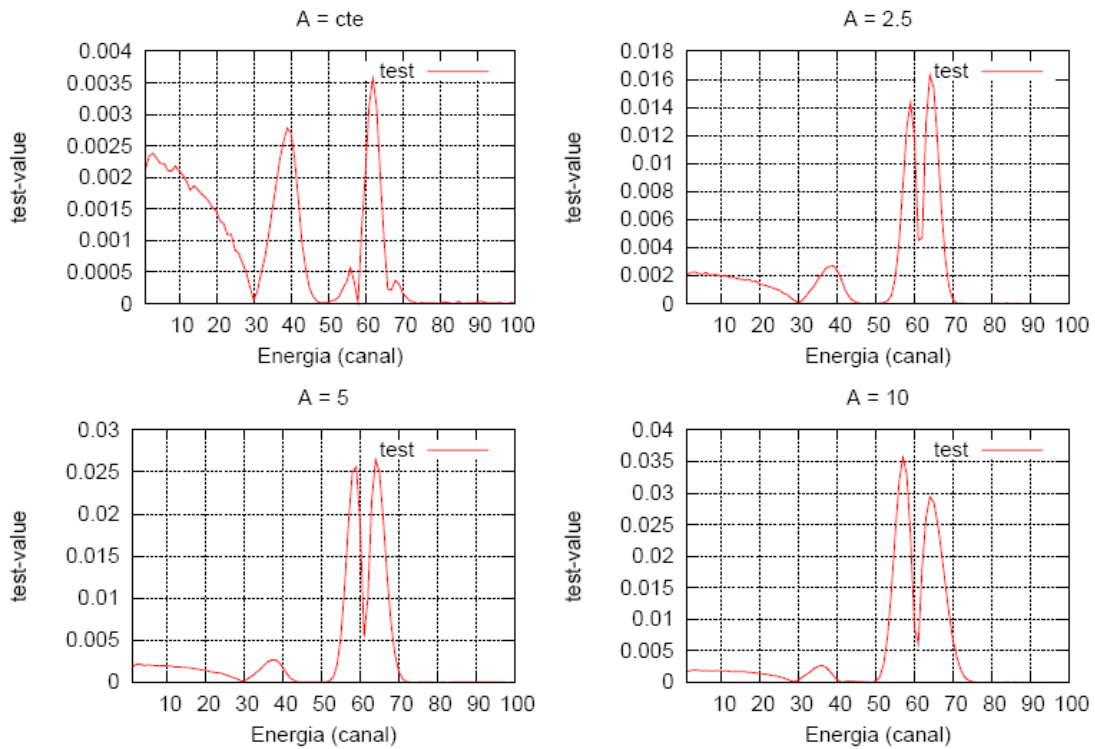 A = cte
0.004
0.0035
0.003
0.0025
0.002
0.0015
0.001
0.0005
0
test
test-value
10 20 30 40 50 60 70 80 90 100
Energia (canal)
A = 2.5
0.018
0.016
0.014
0.012
0.01
0.008
0.006
0.004
0.002
0
test
test-value
10 20 30 40 50 60 70 80 90 100
Energia (canal)
A = 5
0.03
0.025
0.02
0.015
0.01
0.005
0
test
test-value
10 20 30 40 50 60 70 80 90 100
Energia (canal)
A = 10
0.04
0.035
0.03
0.025
0.02
0.015
0.01
0.005
0
test
test-value
10 20 30 40 50 60 70 80 90 100
Energia (canal)